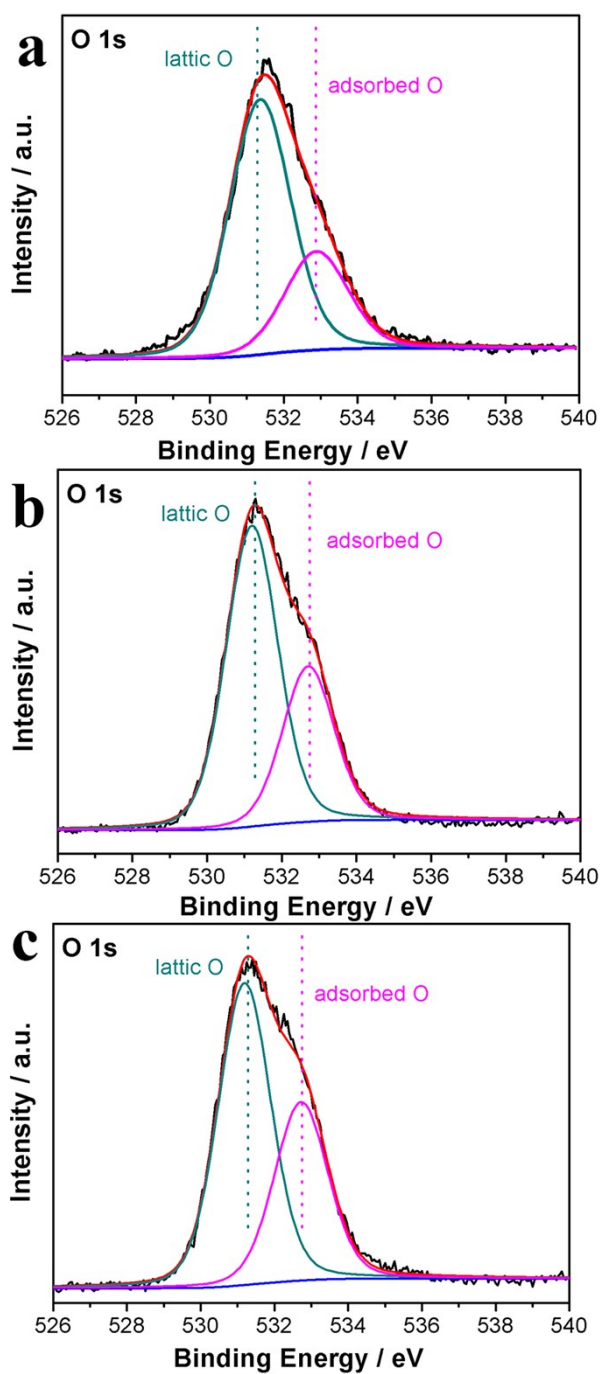 a
O 1s
lattic O
adsorbed O
Intensity / a.u.
526 528 530 532 534 536 538 540
Binding Energy / eV
b
O 1s
lattic O
adsorbed O
Intensity / a.u.
526 528 530 532 534 536 538 540
Binding Energy / eV
c
O 1s
lattic O
adsorbed O
Intensity / a.u.
526 528 530 532 534 536 538 540
Binding Energy / eV